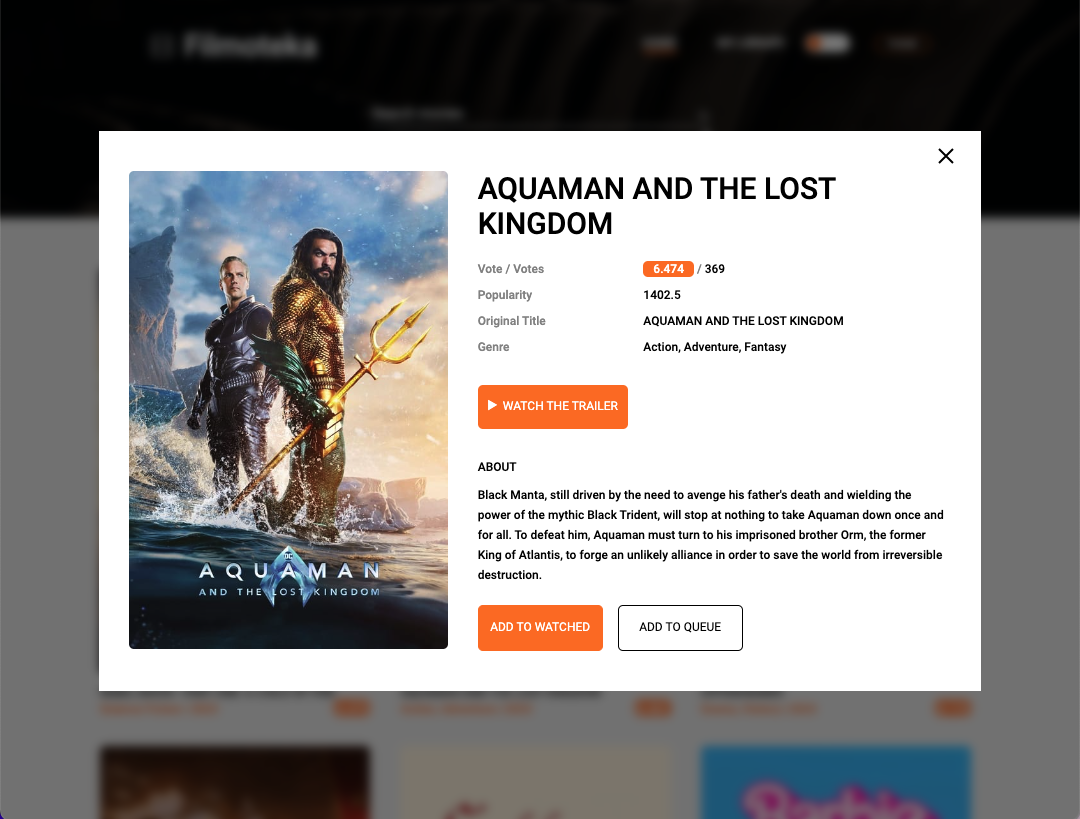 Filmoteka
AQUAMAN AND THE LOST
KINGDOM
Vote / Votes 6.474 / 369
Popularity 1402.5
Original Title AQUAMAN AND THE LOST KINGDOM
Genre Action, Adventure, Fantasy
WATCH THE TRAILER
ABOUT
Black Manta, still driven by the need to avenge his father's death and wielding the
power of the mythic Black Trident, will stop at nothing to take Aquaman down once and
for all. To defeat him, Aquaman must turn to his imprisoned brother Orm, the former
King of Atlantis, to forge an unlikely alliance in order to save the world from irreversible
destruction.
ADD TO WATCHED ADD TO QUEUE
DC
AQUAMAN
AND THE LOST KINGDOM
Barbie